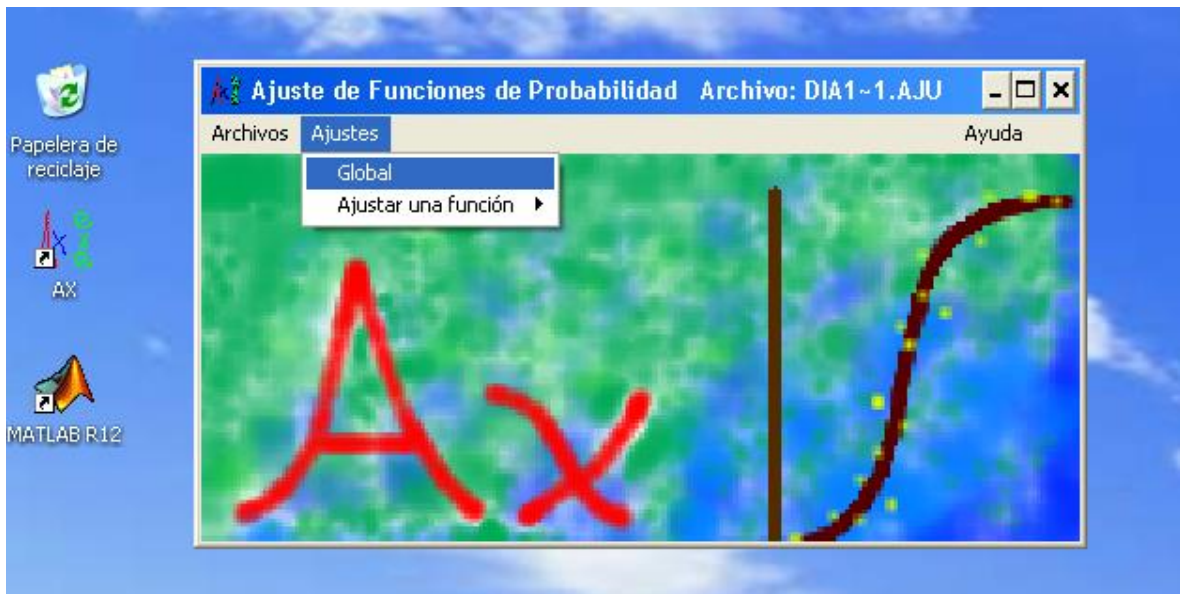 Papelera de
reciclaje
AX
MATLAB R12
Ajuste de Funciones de Probabilidad Archivo: DIA1~1.AJU
Archivos Ajustes Ayuda
Global
Ajustar una función
Ax